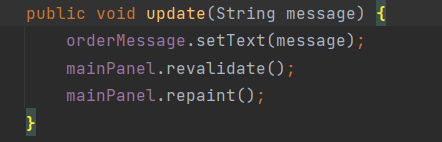 public void update(String message) {
    orderMessage.setText(message);
    mainPanel.revalidate();
    mainPanel.repaint();
}